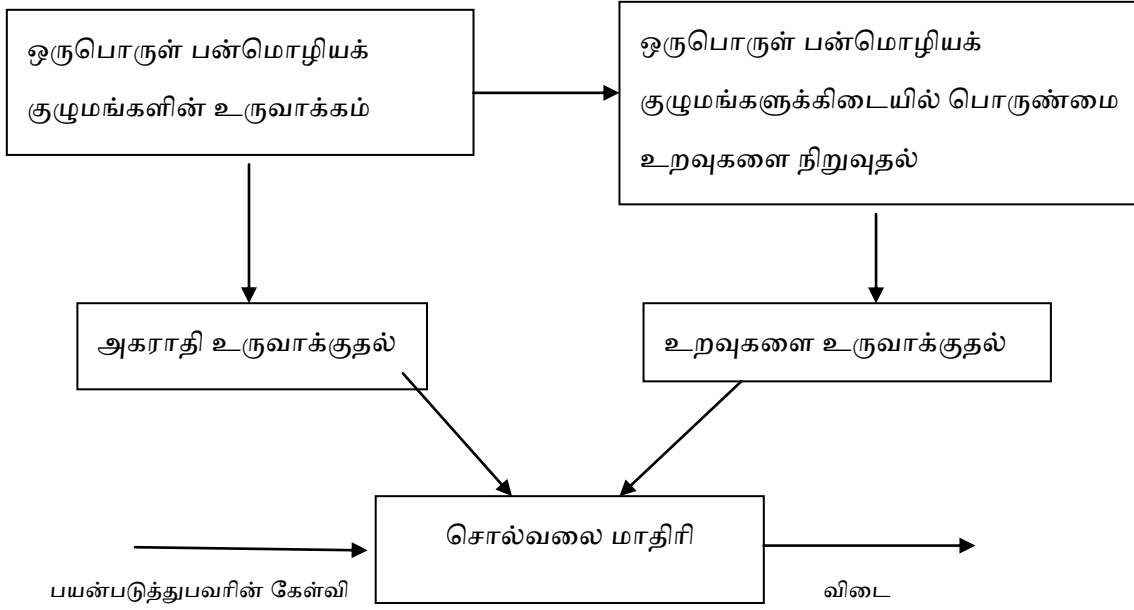 ஒருபொருள் பன்மொழியக்
குழுமங்களின் உருவாக்கம்
ஒருபொருள் பன்மொழியக்
குழுமங்களுக்கிடையில் பொருண்மை
உறவுகளை நிறுவுதல்
அகராதி உருவாக்குதல்
உறவுகளை உருவாக்குதல்
சொல்வலை மாதிரி
பயன்படுத்துபவரின் கேள்வி
விடை